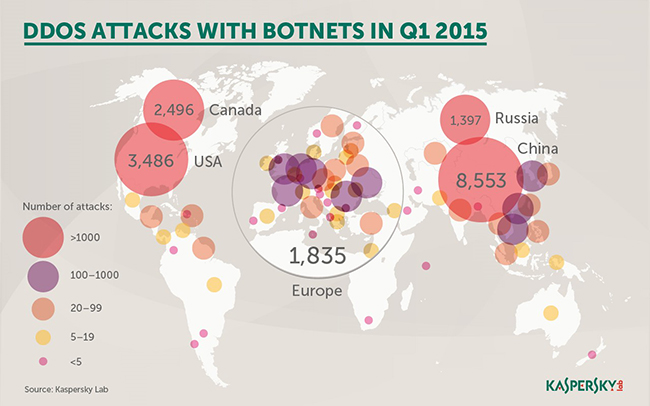 DDOS ATTACKS WITH BOTNETS IN Q1 2015
2,496
Canada
3,486
USA
1,397
Russia
China
8,553
1,835
Europe
Number of attacks:
>1000
100–1000
20–99
5–19
<5
Source: Kaspersky Lab
KASPERSKY lab